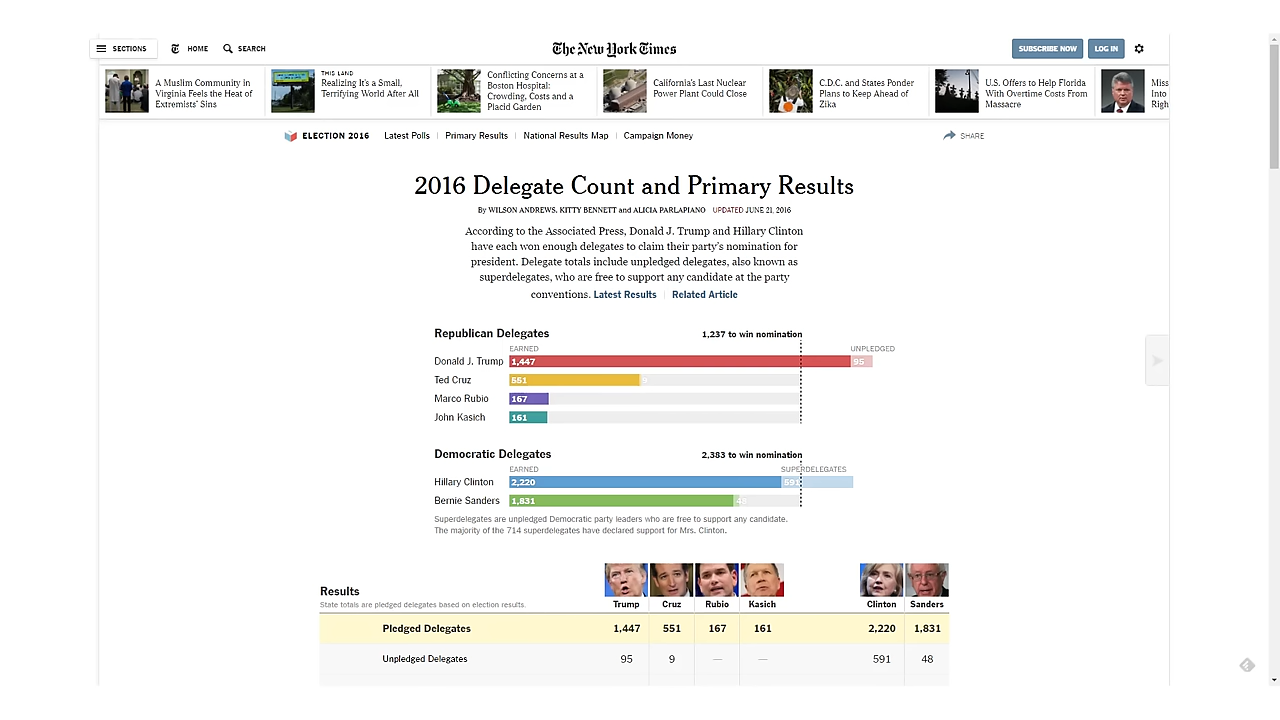 SECTIONS
HOME
SEARCH
The New York Times
SUBSCRIBE NOW
LOG IN
A Muslim Community in
Virginia Feels the Heat of
Extremists' Sins
THIS LAND
Realizing It's a Small,
Terrifying World After All
Conflicting Concerns at a
Boston Hospital:
Crowding, Costs and a
Placid Garden
California's Last Nuclear
Power Plant Could Close
C.D.C. and States Ponder
Plans to Keep Ahead of
Zika
U.S. Offers to Help Florida
With Overtime Costs From
Massacre
Miss
Into
Righ
ELECTION 2016
Latest Polls
Primary Results
National Results Map
Campaign Money
SHARE
2016 Delegate Count and Primary Results
By WILSON ANDREWS, KITTY BENNETT and ALICIA PARLAPIANO UPDATED JUNE 21, 2016
According to the Associated Press, Donald J. Trump and Hillary Clinton
have each won enough delegates to claim their party's nomination for
president. Delegate totals include unpledged delegates, also known as
superdelegates, who are free to support any candidate at the party
conventions. Latest Results | Related Article
Republican Delegates 1,237 to win nomination
EARNED UNPLEDGED
Donald J. Trump 1,447 95
Ted Cruz 551 9
Marco Rubio 167
John Kasich 161
Democratic Delegates 2,383 to win nomination
EARNED SUPERDELEGATES
Hillary Clinton 2,220 591
Bernie Sanders 1,831 48
Superdelegates are unpledged Democratic party leaders who are free to support any candidate.
The majority of the 714 superdelegates have declared support for Mrs. Clinton.
Results
State totals are pledged delegates based on election results.
Trump Cruz Rubio Kasich Clinton Sanders
Pledged Delegates 1,447 551 167 161 2,220 1,831
Unpledged Delegates 95 9 — — 591 48